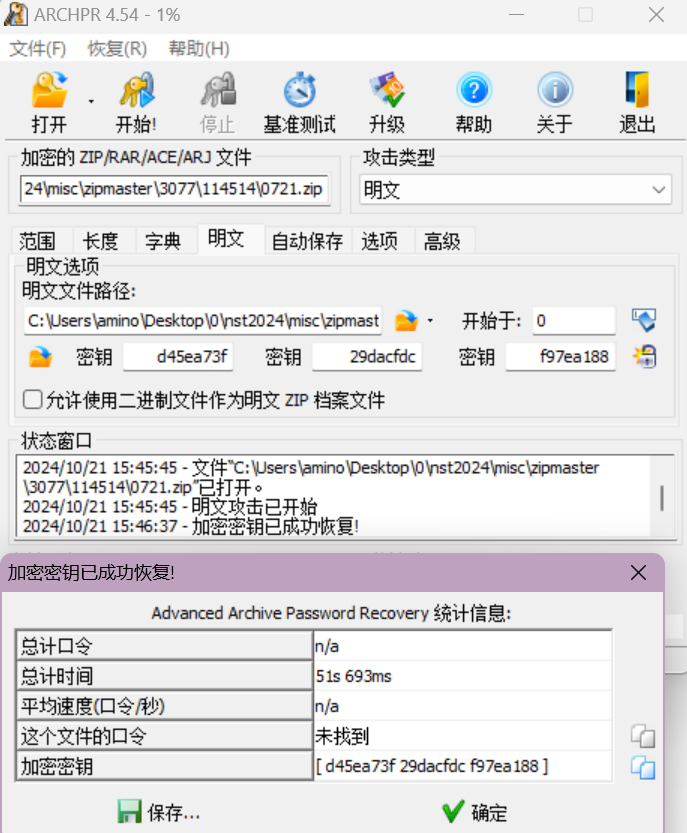 ARCHPR 4.54 - 1%
文件(F) 恢复(R) 帮助(H)
打开 开始! 停止 基准测试 升级 帮助 关于 退出
加密的 ZIP/RAR/ACE/ARJ 文件 攻击类型
24\misc\zipmaster\3077\114514\0721.zip 明文
范围 长度 字典 明文 自动保存 选项 高级
明文选项
明文文件路径:
C:\Users\amino\Desktop\0\nst2024\misc\zipmast 开始于: 0
密钥 d45ea73f 密钥 29dacfdc 密钥 f97ea188
允许使用二进制文件作为明文 ZIP 档案文件
状态窗口
2024/10/21 15:45:45 - 文件“C:\Users\amino\Desktop\0\nst2024\misc\zipmaster
\3077\114514\0721.zip”已打开。
2024/10/21 15:45:45 - 明文攻击已开始
2024/10/21 15:46:37 - 加密密钥已成功恢复!
加密密钥已成功恢复!
Advanced Archive Password Recovery 统计信息:
总计口令 n/a
总计时间 51s 693ms
平均速度(口令/秒) n/a
这个文件的口令 未找到
加密密钥 [ d45ea73f 29dacfdc f97ea188 ]
保存... 确定